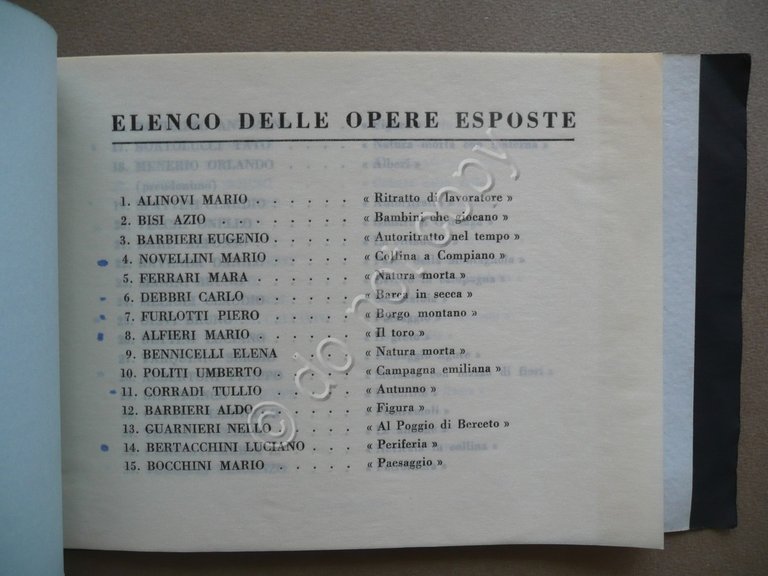 ELENCO DELLE OPERE ESPOSTE
1. ALINOVI MARIO . . . . . . « Ritratto di lavoratore »
2. BISI AZIO . . . . . . . « Bambini che giocano »
3. BARBIERI EUGENIO . . . . . « Autoritratto nel tempo »
4. NOVELLINI MARIO . . . . . « Collina a Compiano »
5. FERRARI MARA . . . . . . « Natura morta »
6. DEBBRI CARLO . . . . . . « Barca in secca »
7. FURLOTTI PIERO . . . . . « Borgo montano »
8. ALFIERI MARIO . . . . . . « Il toro »
9. BENNICELLI ELENA . . . . « Natura morta »
10. POLITI UMBERTO . . . . . « Campagna emiliana »
11. CORRADI TULLIO . . . . . « Autunno »
12. BARBIERI ALDO . . . . . . « Figura »
13. GUARNIERI NELLO . . . . . « Al Poggio di Berceto »
14. BERTACCHINI LUCIANO . . . « Periferia »
15. BOCCHINI MARIO . . . . . « Paesaggio »
© do not copy